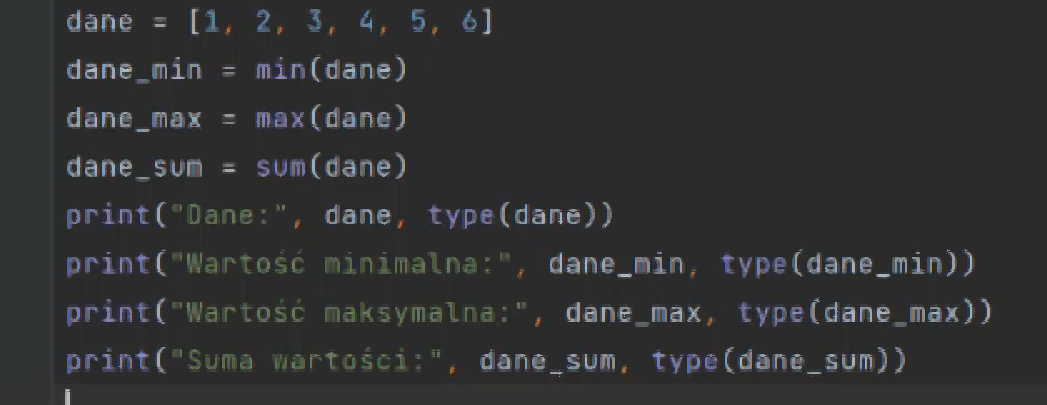 dane = [1, 2, 3, 4, 5, 6]
dane_min = min(dane)
dane_max = max(dane)
dane_sum = sum(dane)
print("Dane:", dane, type(dane))
print("Wartość minimalna:", dane_min, type(dane_min))
print("Wartość maksymalna:", dane_max, type(dane_max))
print("Suma wartości:", dane_sum, type(dane_sum))